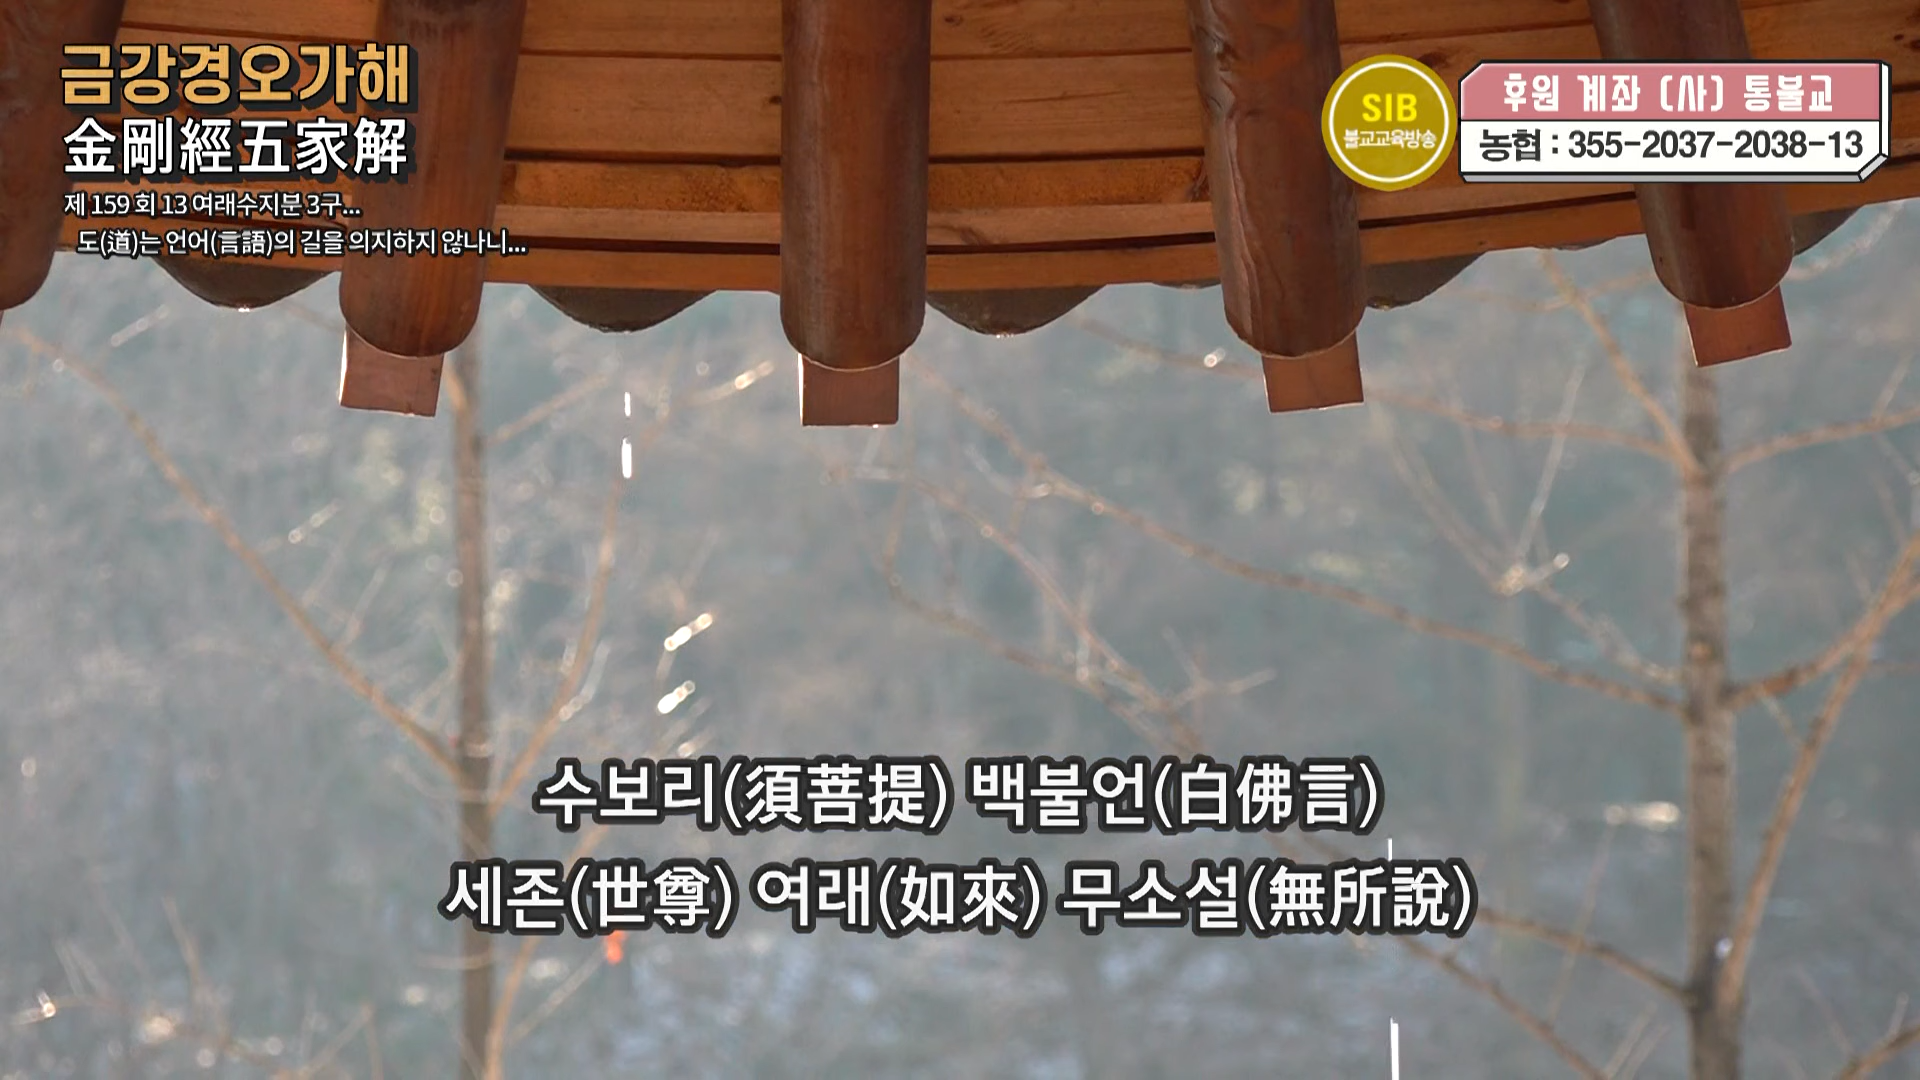 금강경오가해
金剛經五家解
제 159 회 13 여래수지분 3구...
도(道)는 언어(言語)의 길을 의지하지 않나니...
SIB
불교교육방송
후원 계좌 (사) 통불교
농협 : 355-2037-2038-13
수보리(須菩提) 백불언(白佛言)
세존(世尊) 여래(如來) 무소설(無所說)